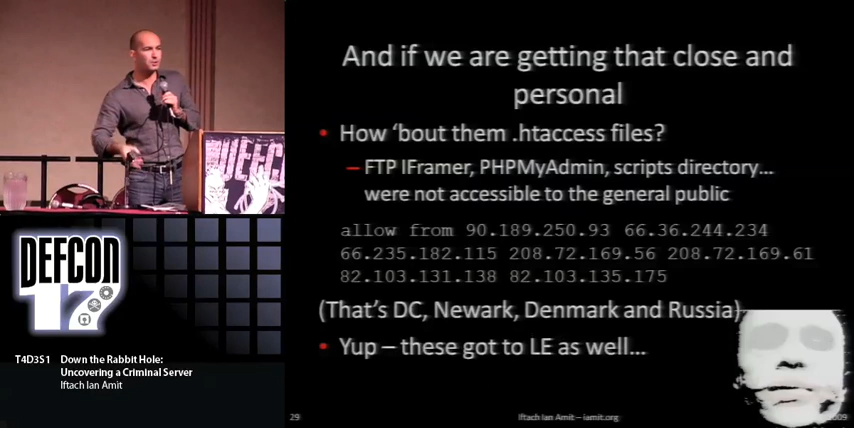 And if we are getting that close and
personal
• How ‘bout them .htaccess files?
– FTP IFramer, PHPMyAdmin, scripts directory…
were not accessible to the general public
allow from 90.189.250.93 66.36.244.234
66.235.182.115 208.72.169.56 208.72.169.61
82.103.131.138 82.103.135.175
(That’s DC, Newark, Denmark and Russia)
• Yup – these got to LE as well…
29
Iftach Ian Amit – iamit.org
2009
DEFCON
DEFCON
17
T4D3S1 Down the Rabbit Hole:
Uncovering a Criminal Server
Iftach Ian Amit